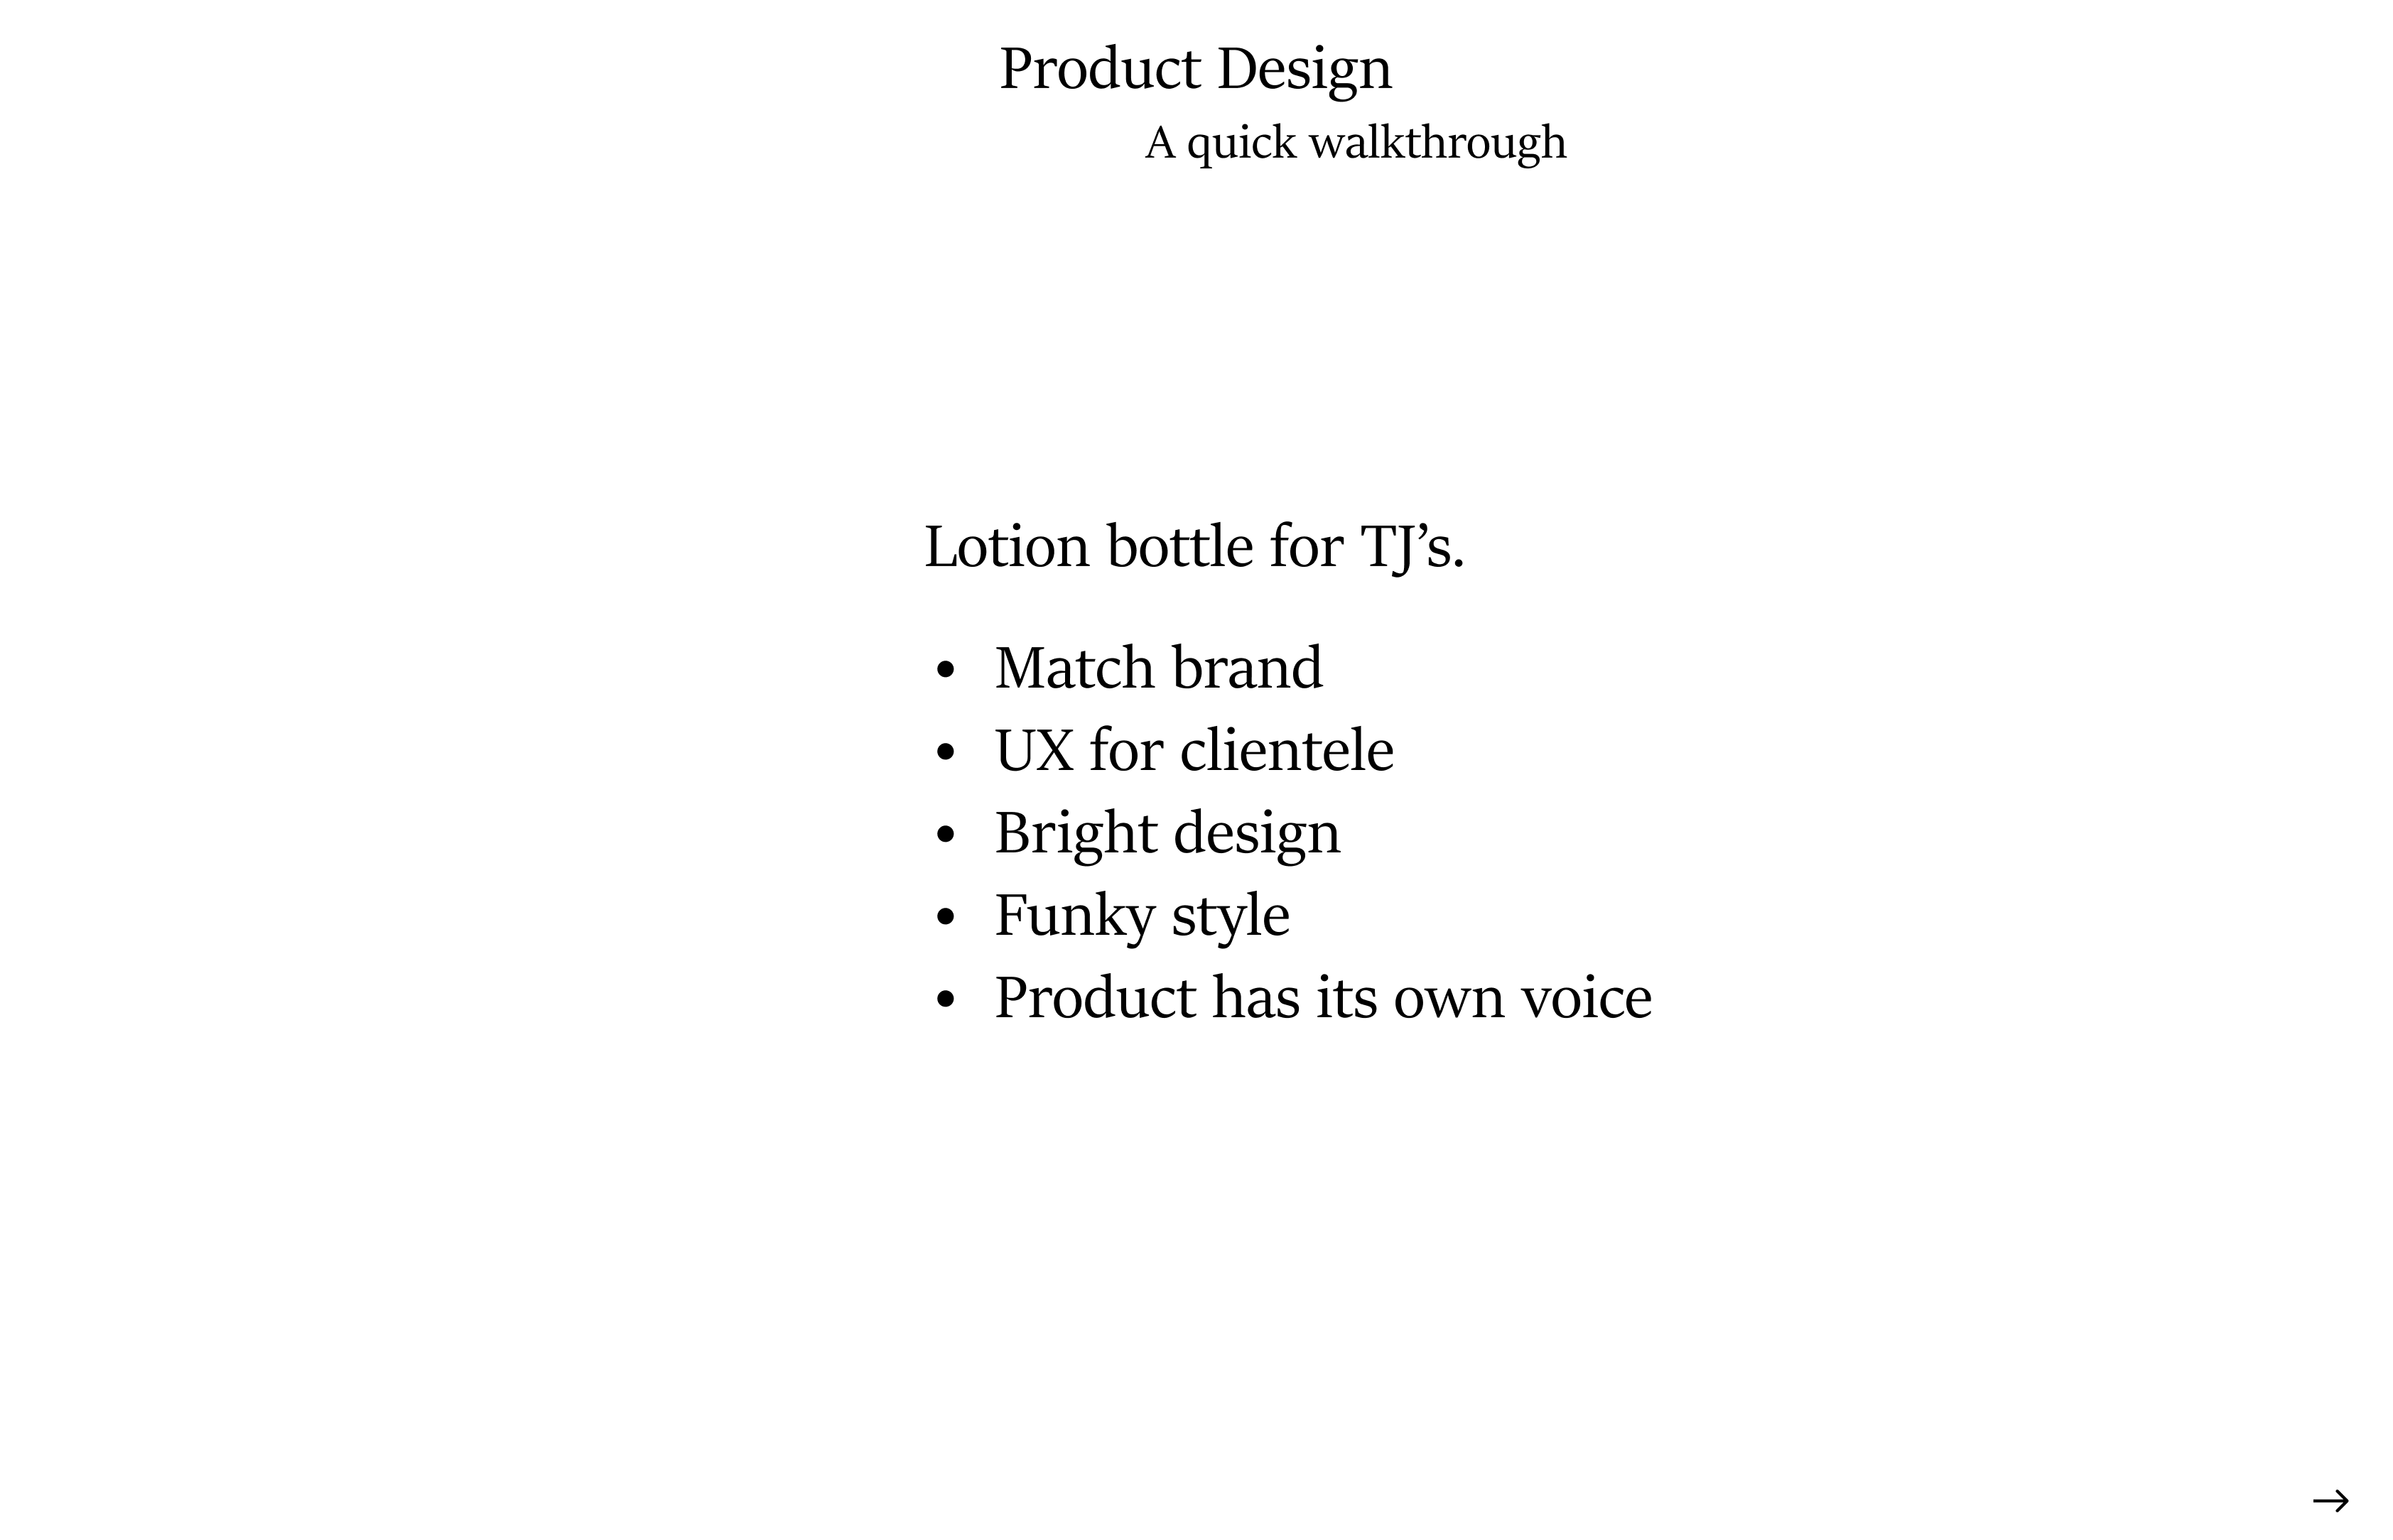 Product Design
A quick walkthrough
Lotion bottle for TJ’s.
• Match brand
• UX for clientele
• Bright design
• Funky style
• Product has its own voice
→